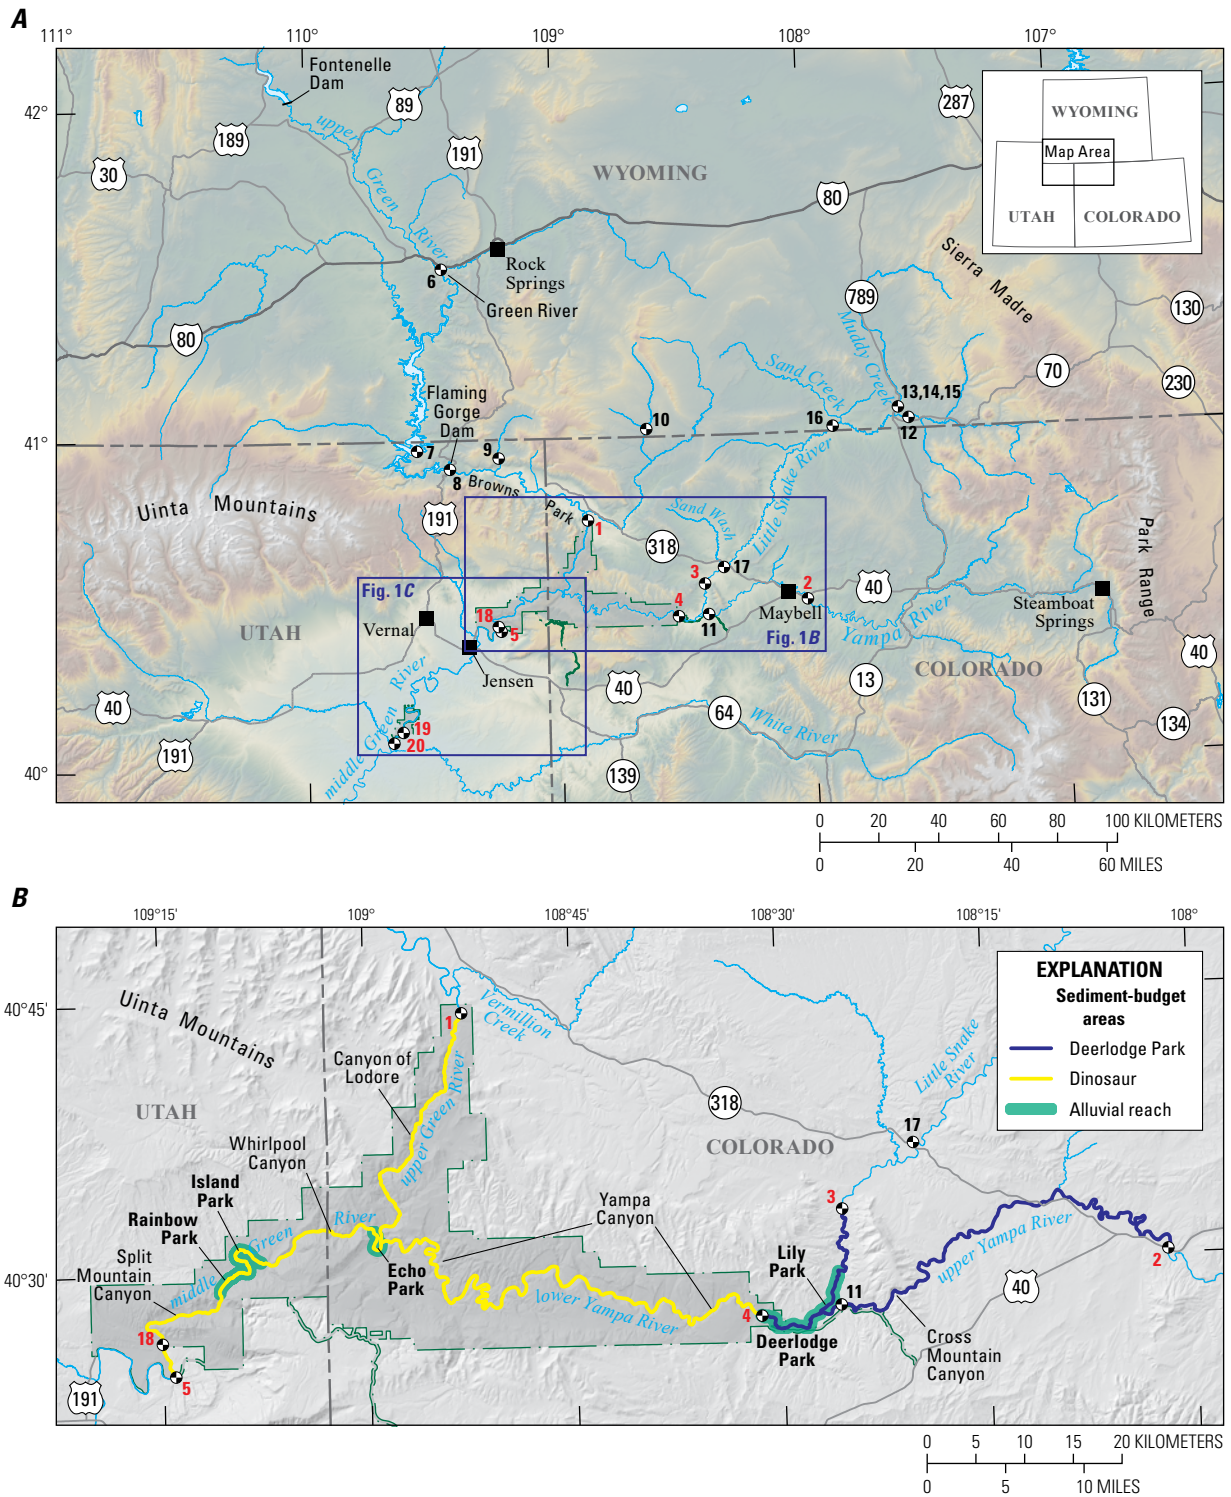 A
111°
110°
109°
108°
107°
42°
41°
40°
Fontenelle
Dam
89
287
189
191
30
upper
Green
River
WYOMING
80
WYOMING
Map Area
UTAH
COLORADO
Rock
Springs
6
Green River
Sierra Madre
789
130
80
Muddy Creek
Sand Creek
70
230
Flaming
Gorge
Dam
13,14,15
10
16
12
7
9
8
Browns
Park
Little Snake River
Uinta Mountains
191
Sand Wash
1
318
17
3
Park Range
Fig. 1C
4
2
40
Maybell
Steamboat
Springs
18
5
11
Vernal
UTAH
Fig. 1B
Yampa River
COLORADO
Jensen
40
13
40
River
Green
middle
64
White River
131
134
40
19
20
191
139
0 20 40 60 80 100 KILOMETERS
0 20 40 60 MILES
B
109°15'
109°
108°45'
108°30'
108°15'
108°
40°45'
40°30'
EXPLANATION
Sediment-budget
areas
Deerlodge Park
Dinosaur
Alluvial reach
Uinta Mountains
Vermillion
Creek
1
Canyon of
Lodore
upper Green River
Little Snake
River
318
UTAH
17
COLORADO
Whirlpool
Canyon
Island
Park
3
Yampa
Canyon
Rainbow
Park
River
Green
middle
Split
Mountain
Canyon
upper Yampa River
2
Lily
Park
Echo
Park
11
40
lower Yampa River
4
18
Deerlodge
Park
Cross
Mountain
Canyon
5
191
0 5 10 15 20 KILOMETERS
0 5 10 MILES